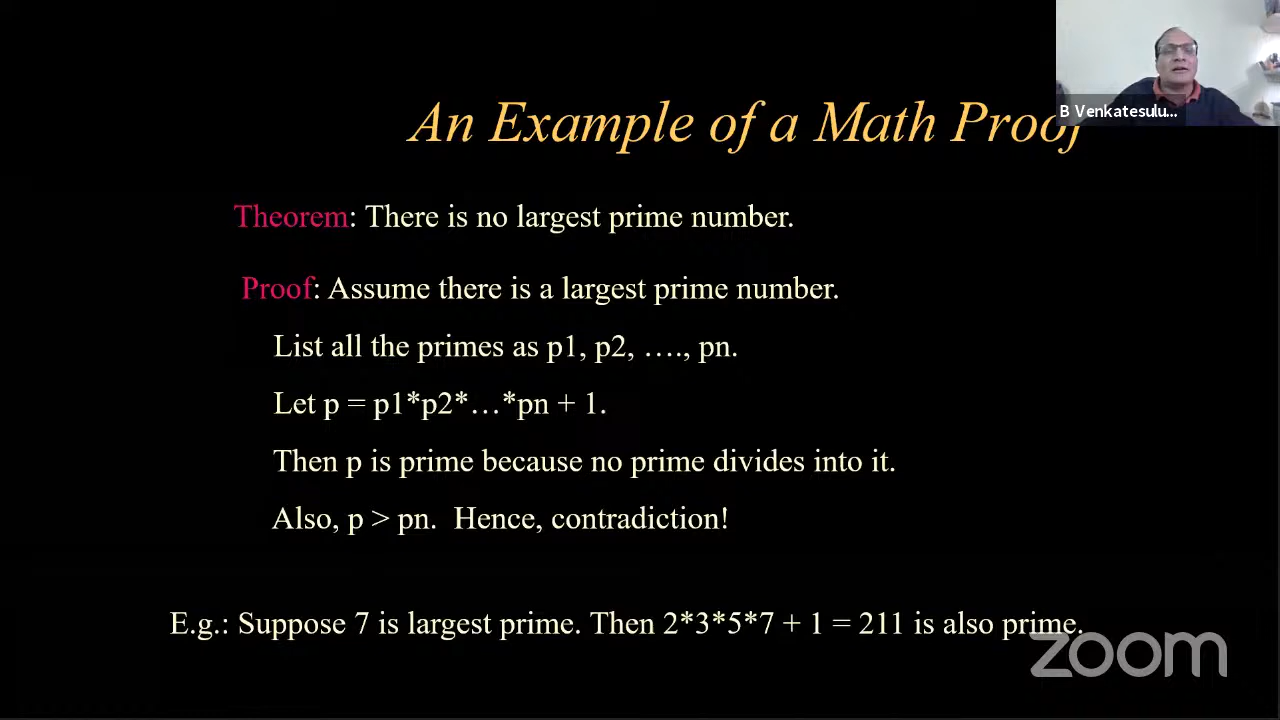 An Example of a Math Proof
B Venkatesulu...
Theorem: There is no largest prime number.
Proof: Assume there is a largest prime number.
List all the primes as p1, p2, …., pn.
Let p = p1*p2*…*pn + 1.
Then p is prime because no prime divides into it.
Also, p > pn.  Hence, contradiction!
E.g.: Suppose 7 is largest prime. Then 2*3*5*7 + 1 = 211 is also prime.
zoom